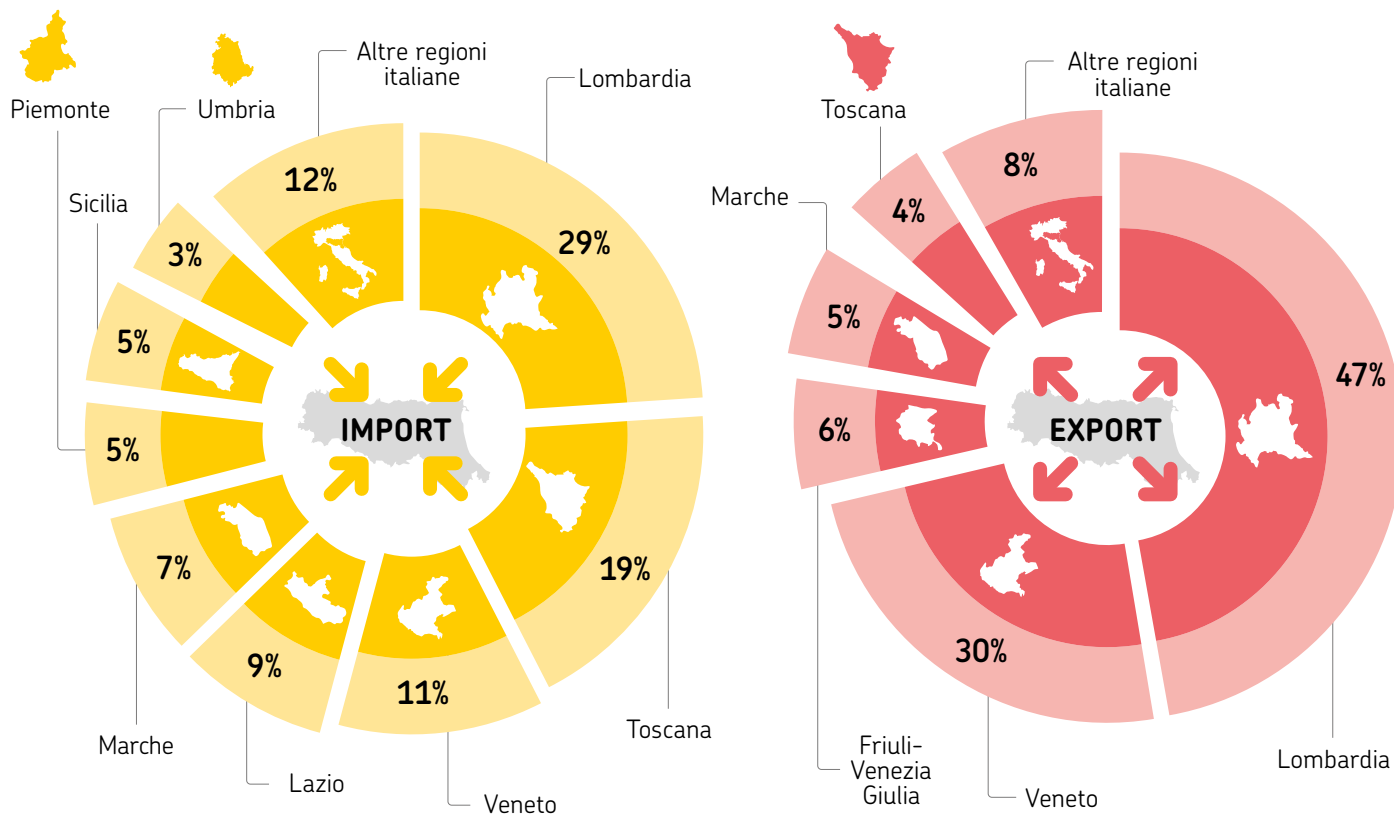 Piemonte
Umbria
Altre regioni
italiane
Lombardia
Sicilia
12%
29%
3%
5%
5%
IMPORT
19%
7%
9%
11%
Marche
Lazio
Veneto
Toscana
Toscana
Altre regioni
italiane
Marche
8%
4%
5%
47%
6%
EXPORT
30%
Friuli-
Venezia
Giulia
Veneto
Lombardia